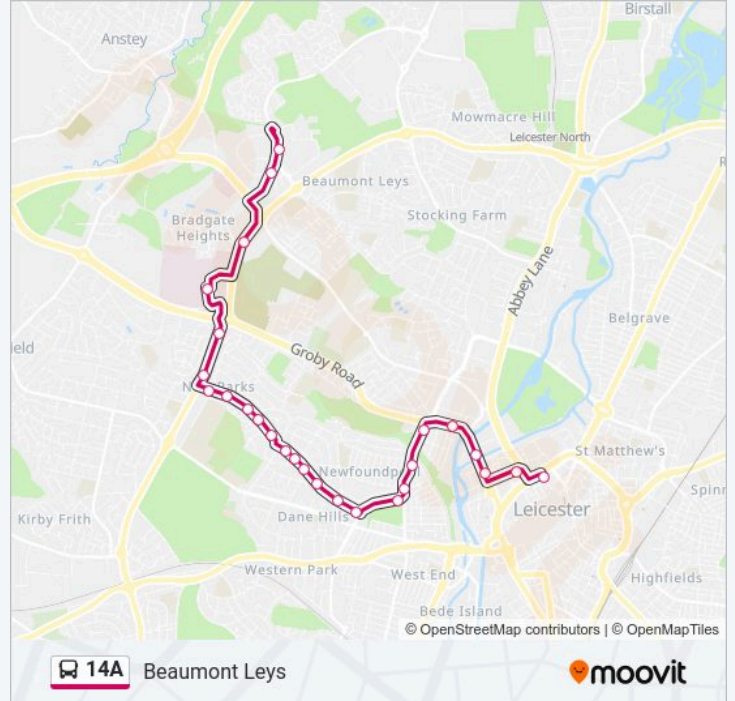 Birstall
Anstey
Mowmacre Hill
Leicester North
Beaumont Leys
Stocking Farm
Bradgate
Heights
Abbey Lane
Belgrave
Groby Road
St Matthew's
Newfoundp
Kirby Frith
Dane Hills
Leicester
Western Park
West End
Highfields
Bede Island
© OpenStreetMap contributors | © OpenMapTiles
14A Beaumont Leys
moovit